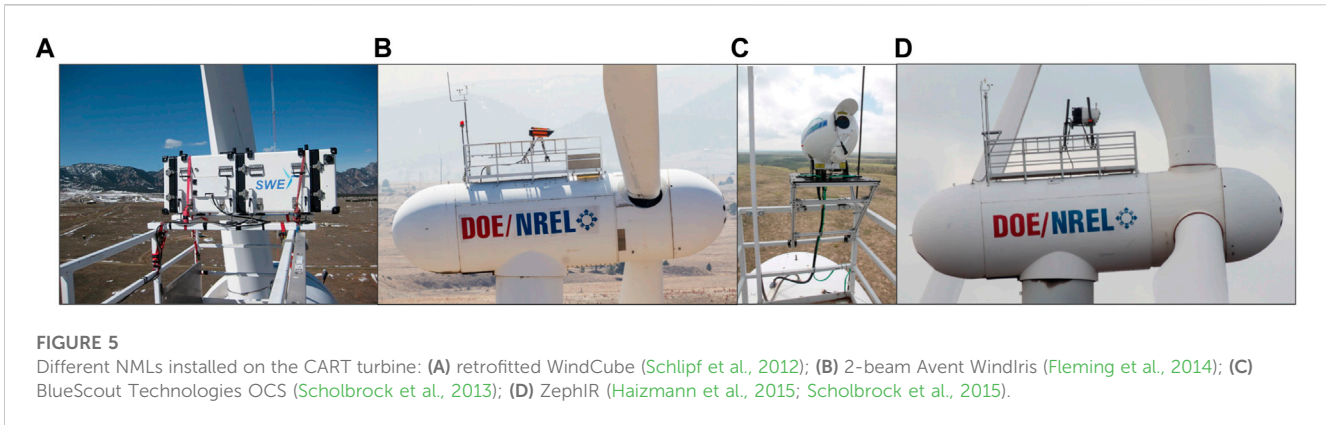 A
B
C
D
SWE
DOE/NREL
DOE/NREL
FIGURE 5
Different NMLs installed on the CART turbine: (A) retrofitted WindCube (Schlipf et al., 2012); (B) 2-beam Avent WindIris (Fleming et al., 2014); (C)
BlueScout Technologies OCS (Scholbrock et al., 2013); (D) ZephIR (Haizmann et al., 2015; Scholbrock et al., 2015).